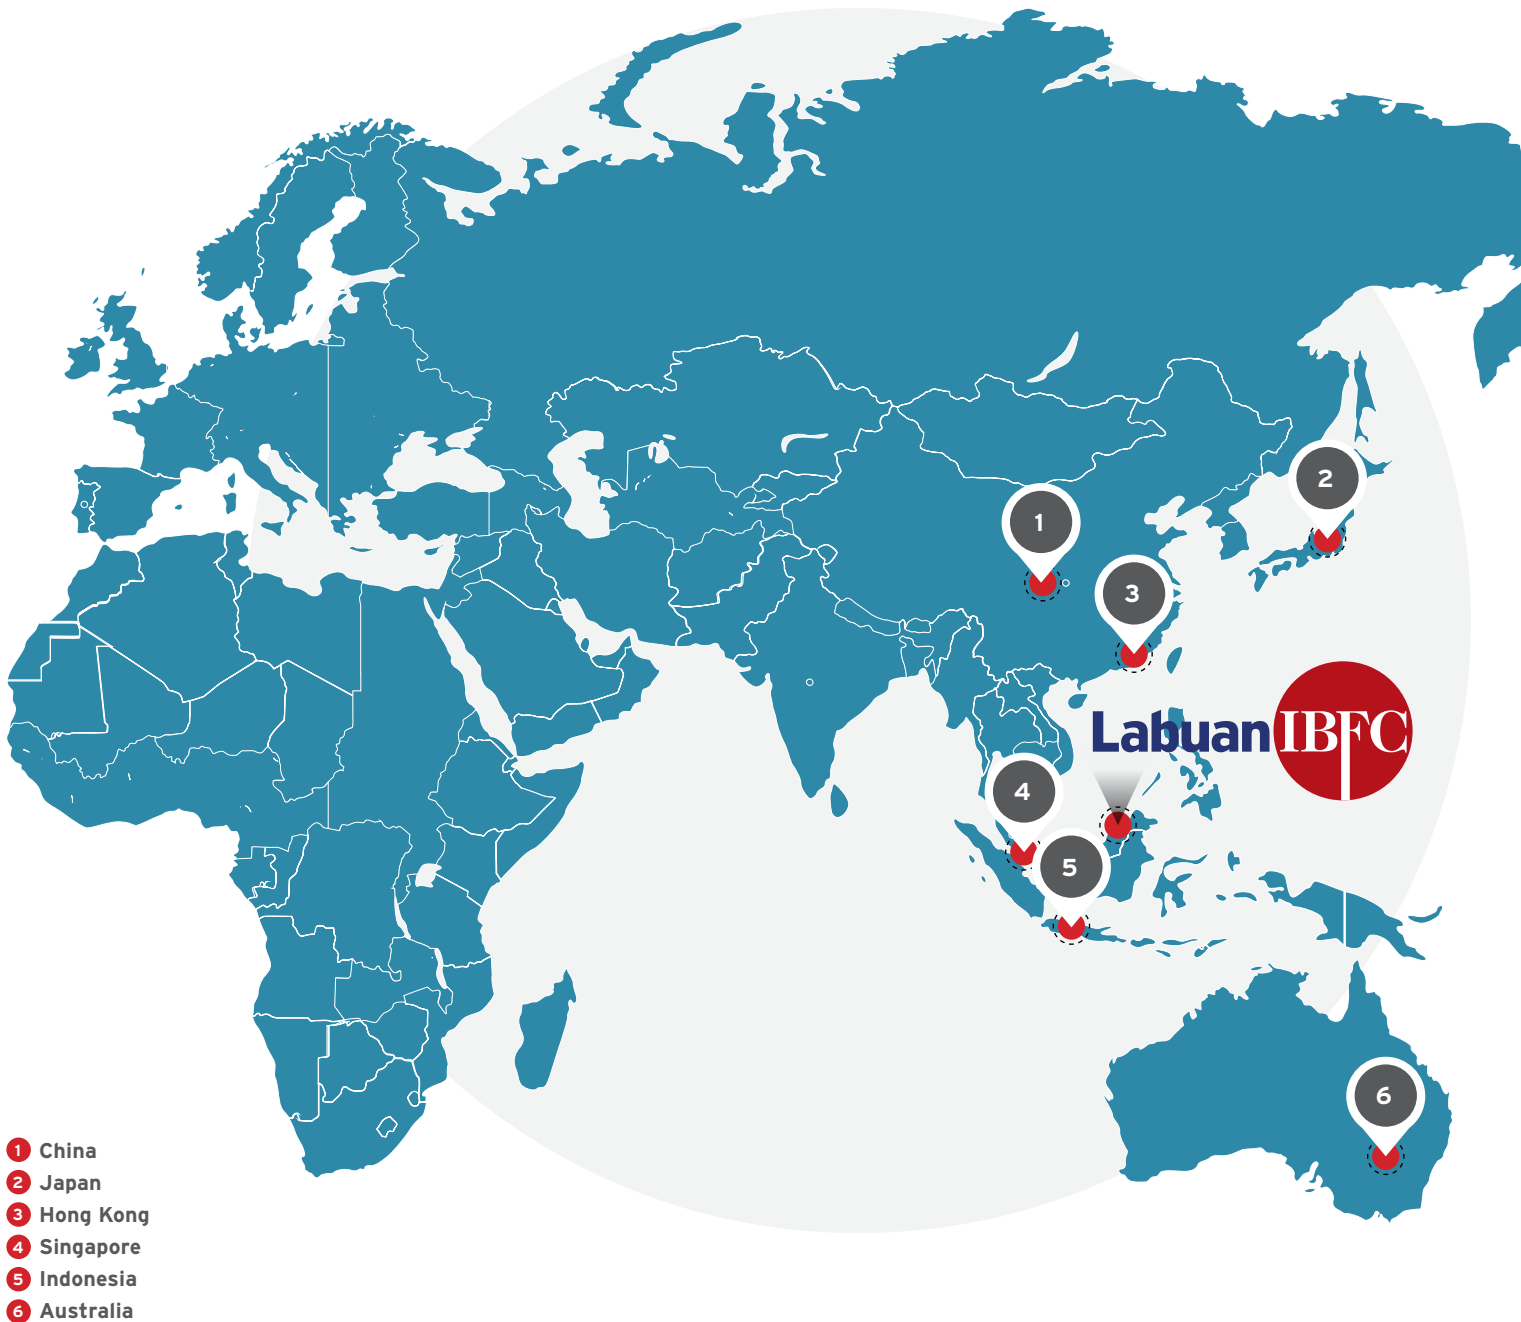 2
1
3
Labuan IBFC
4
5
6
1 China
2 Japan
3 Hong Kong
4 Singapore
5 Indonesia
6 Australia